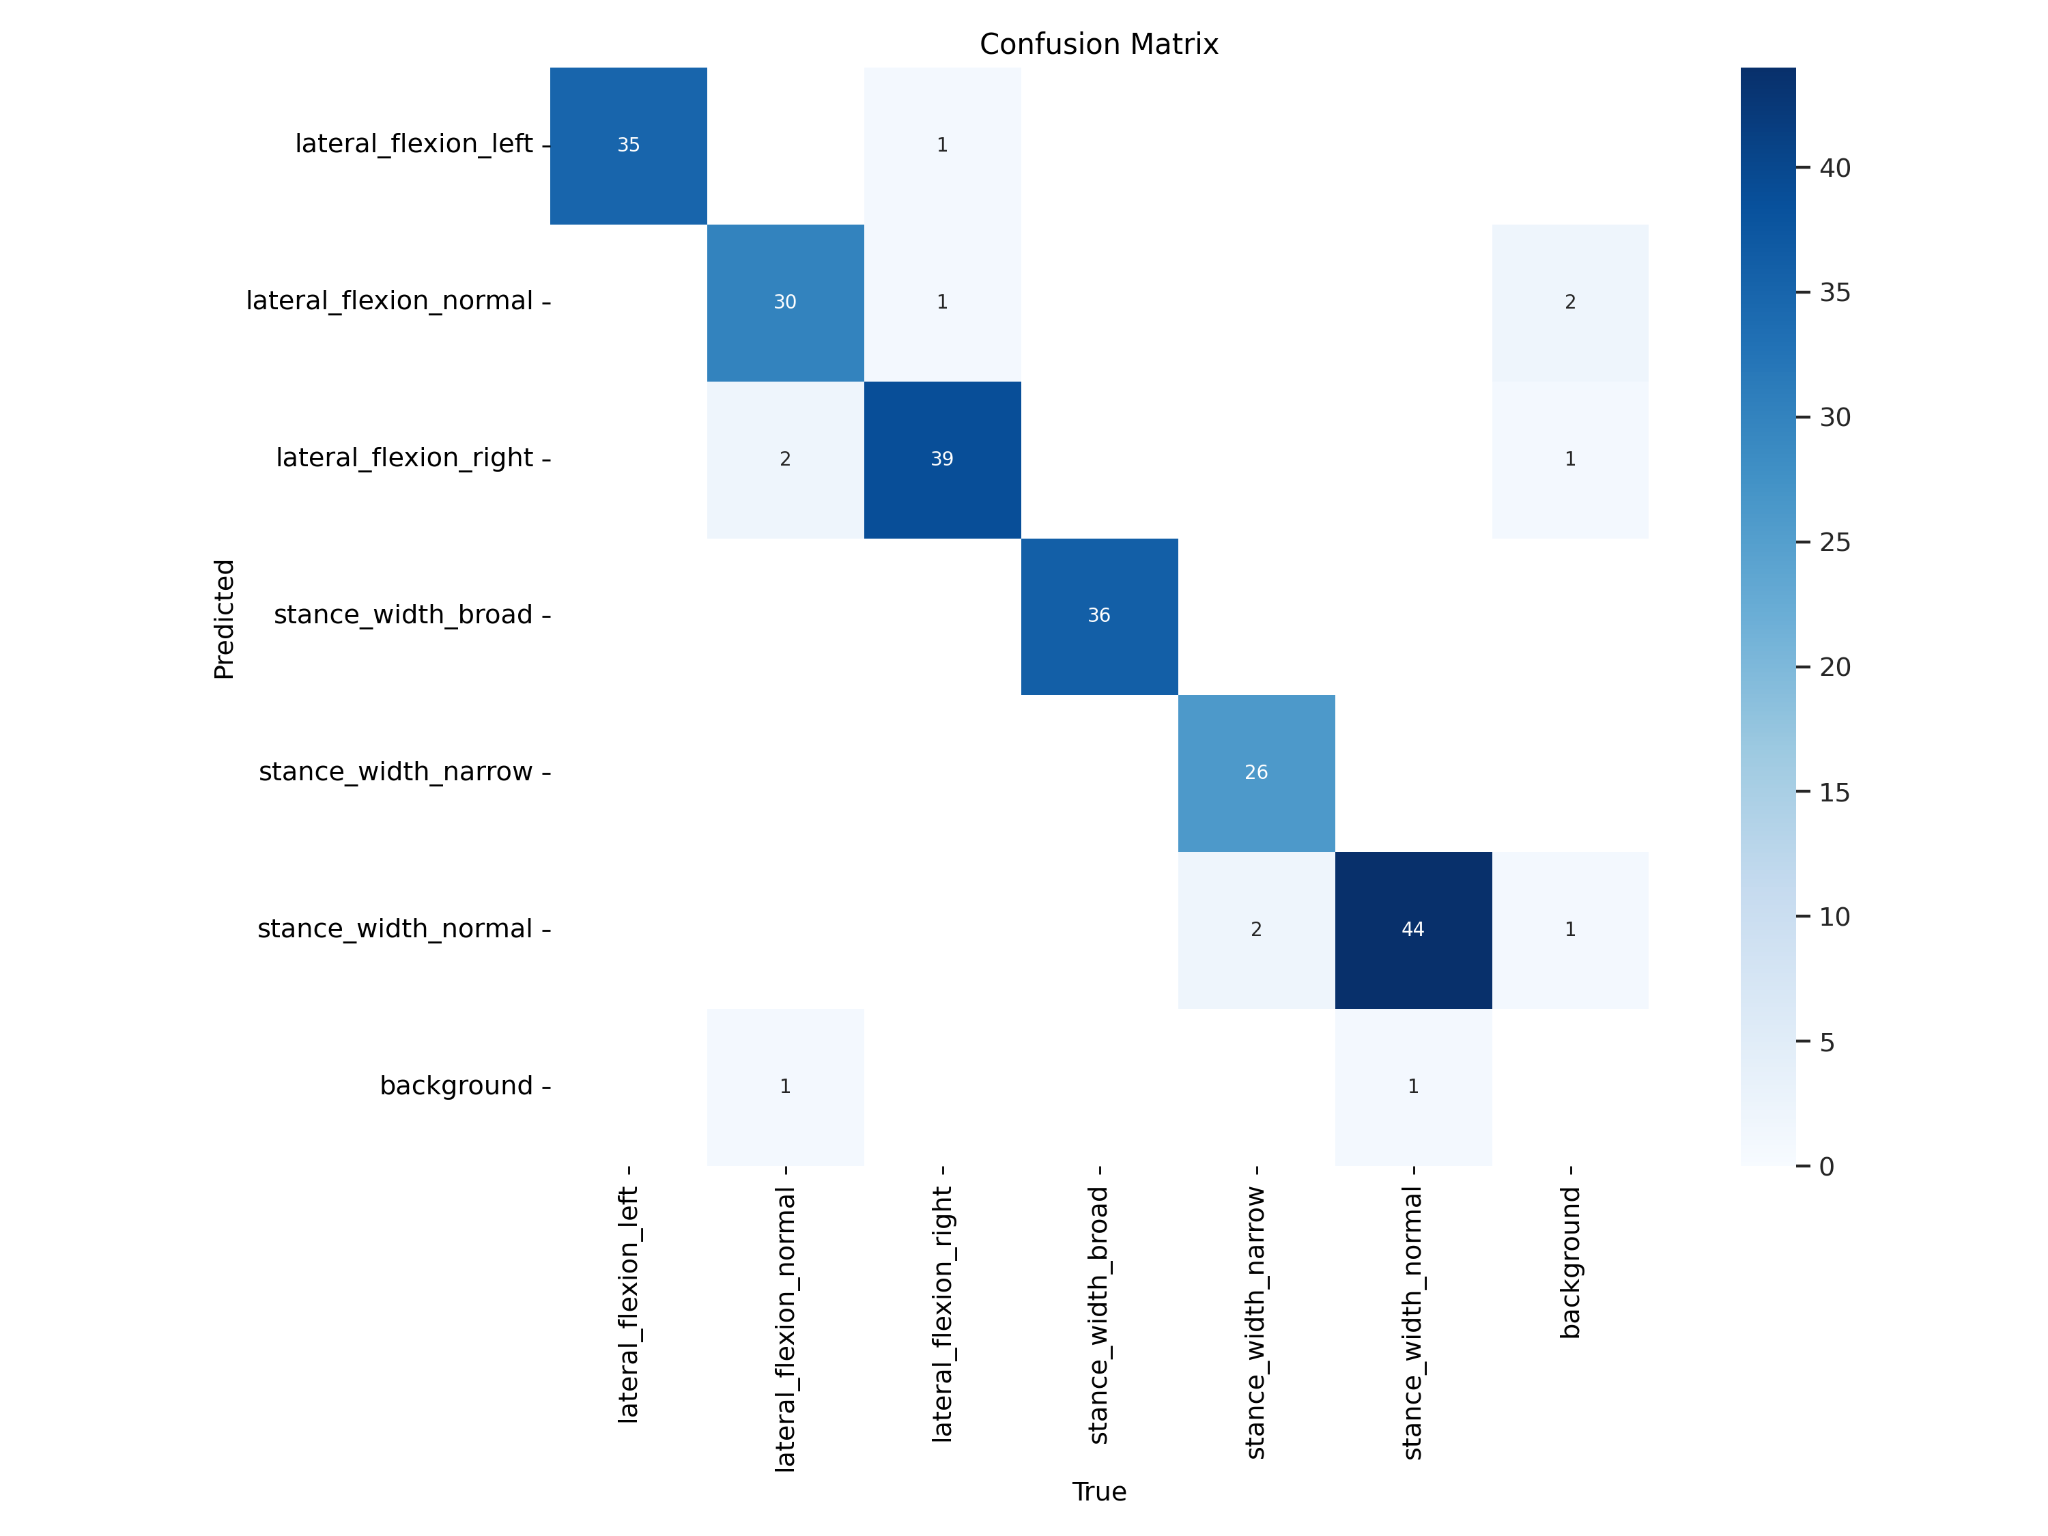 Confusion Matrix
lateral_flexion_left
35
1
lateral_flexion_normal
30
1
2
lateral_flexion_right
2
39
1
stance_width_broad
36
stance_width_narrow
26
stance_width_normal
2
44
1
background
1
1
Predicted
lateral_flexion_left
lateral_flexion_normal
lateral_flexion_right
stance_width_broad
stance_width_narrow
stance_width_normal
background
True
40
35
30
25
20
15
10
5
0